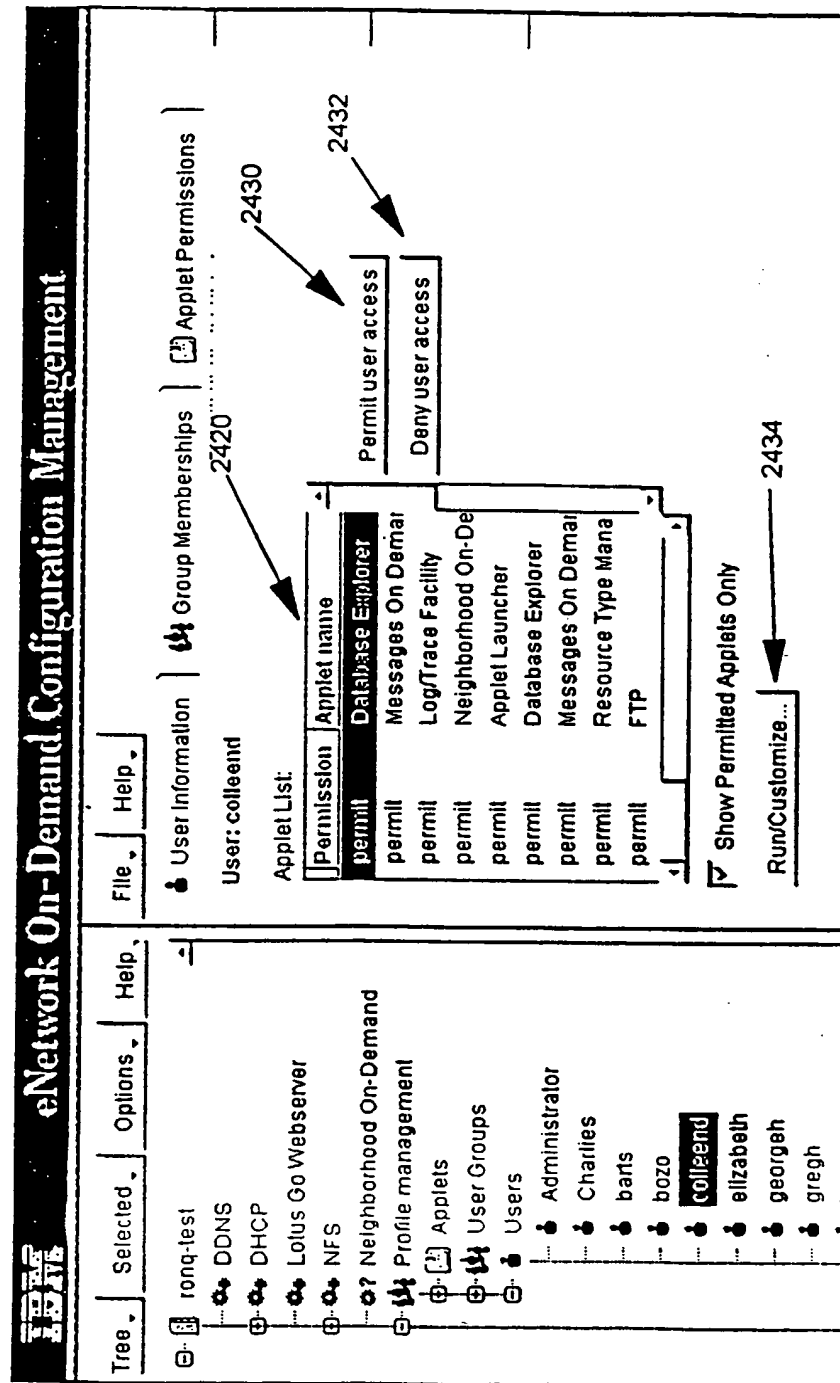 IBM eNetwork On-Demand Configuration Management
Tree Selected Options Help
ronq-test
DDNS
DHCP
Lotus Go Webserver
NFS
Neighborhood On-Demand
Profile management
Applets
User Groups
Users
Administrator
Charlies
barts
bozo
colleend
elizabeth
georgeh
gregh
File Help
User Information Group Memberships Applet Permissions
User: colleend
2420
Applet List:
Permission Applet name
permit Database Explorer
permit Messages On Deman
permit Log/Trace Facility
permit Neighborhood On-De
permit Applet Launcher
permit Database Explorer
permit Messages On Deman
permit Resource Type Mana
permit FTP
Permit user access
2430
Deny user access
2432
Show Permitted Applets Only
Run/Customize...
2434